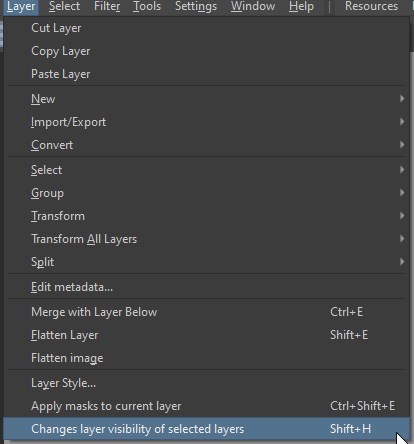 Layer Select Filter Tools Settings Window Help Resources
Cut Layer
Copy Layer
Paste Layer
New
Import/Export
Convert
Select
Group
Transform
Transform All Layers
Split
Edit metadata...
Merge with Layer Below Ctrl+E
Flatten Layer Shift+E
Flatten image
Layer Style...
Apply masks to current layer Ctrl+Shift+E
Changes layer visibility of selected layers Shift+H